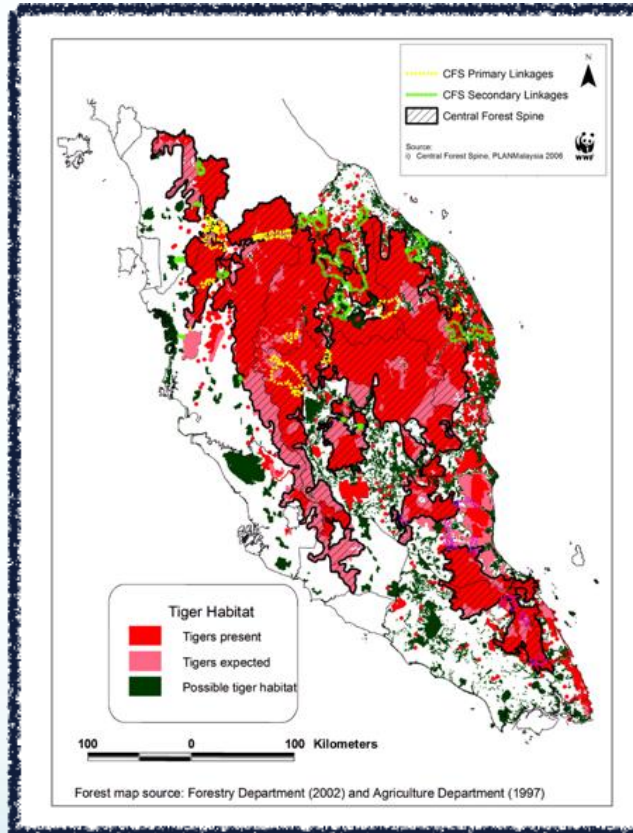 CFS Primary Linkages
CFS Secondary Linkages
Central Forest Spine
N
Source:
i) Central Forest Spine, PLANMalaysia 2006
WWF
Tiger Habitat
Tigers present
Tigers expected
Possible tiger habitat
100 0 100 Kilometers
Forest map source: Forestry Department (2002) and Agriculture Department (1997)